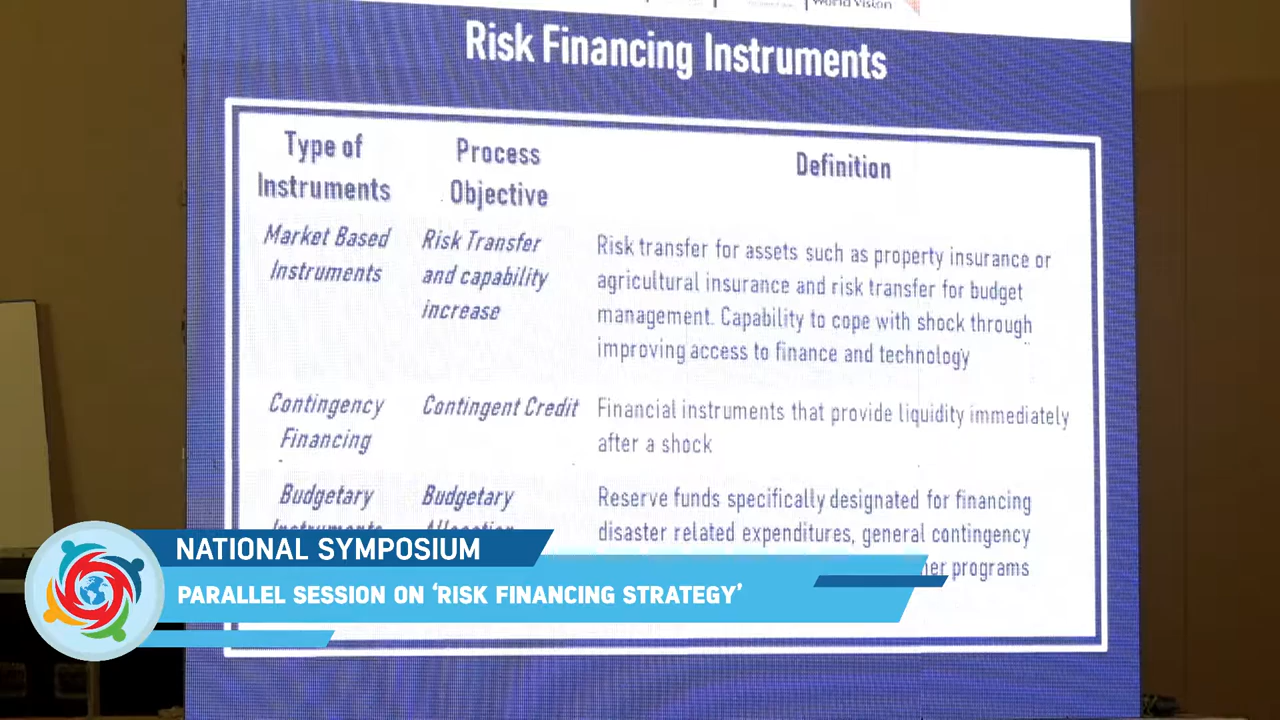 World Vision
Risk Financing Instruments
Type of
Instruments
Process
Objective
Definition
Market Based
Instruments
Risk Transfer
and capability
increase
Risk transfer for assets such as property insurance or
agricultural insurance and risk transfer for budget
management. Capability to cope with shock through
improving access to finance and technology
Contingency
Financing
Contingent Credit
Financial instruments that provide liquidity immediately
after a shock
Budgetary
Instruments
Budgetary
Allocation
Reserve funds specifically designated for financing
disaster related expenditures, general contingency
programs
NATIONAL SYMPOSIUM
PARALLEL SESSION ON ‘RISK FINANCING STRATEGY’